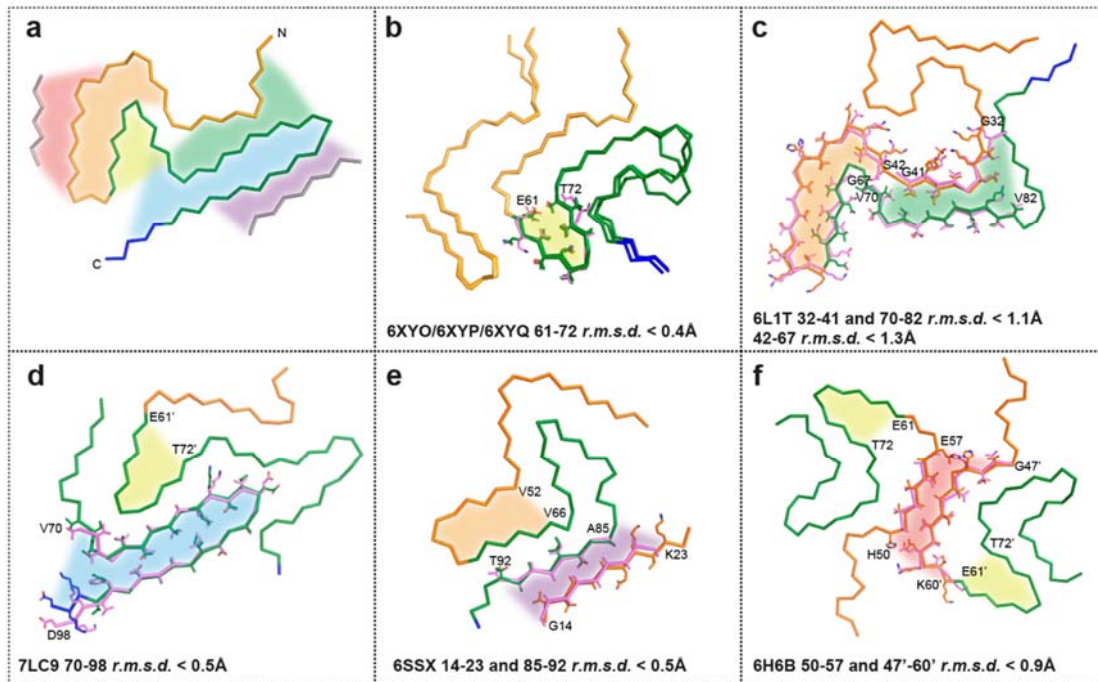 a
N
C
b
E61
T72
6XYO/6XYP/6XYQ 61-72 r.m.s.d. < 0.4Å
c
G32
S42
G41
G67
V70
V82
6L1T 32-41 and 70-82 r.m.s.d. < 1.1Å
42-67 r.m.s.d. < 1.3Å
d
E61'
T72'
V70
D98
7LC9 70-98 r.m.s.d. < 0.5Å
e
V52
V66
A85
T92
K23
G14
6SSX 14-23 and 85-92 r.m.s.d. < 0.5Å
f
E61
E57
T72
G47'
T72'
H50
E61'
K60'
6H6B 50-57 and 47'-60' r.m.s.d. < 0.9Å